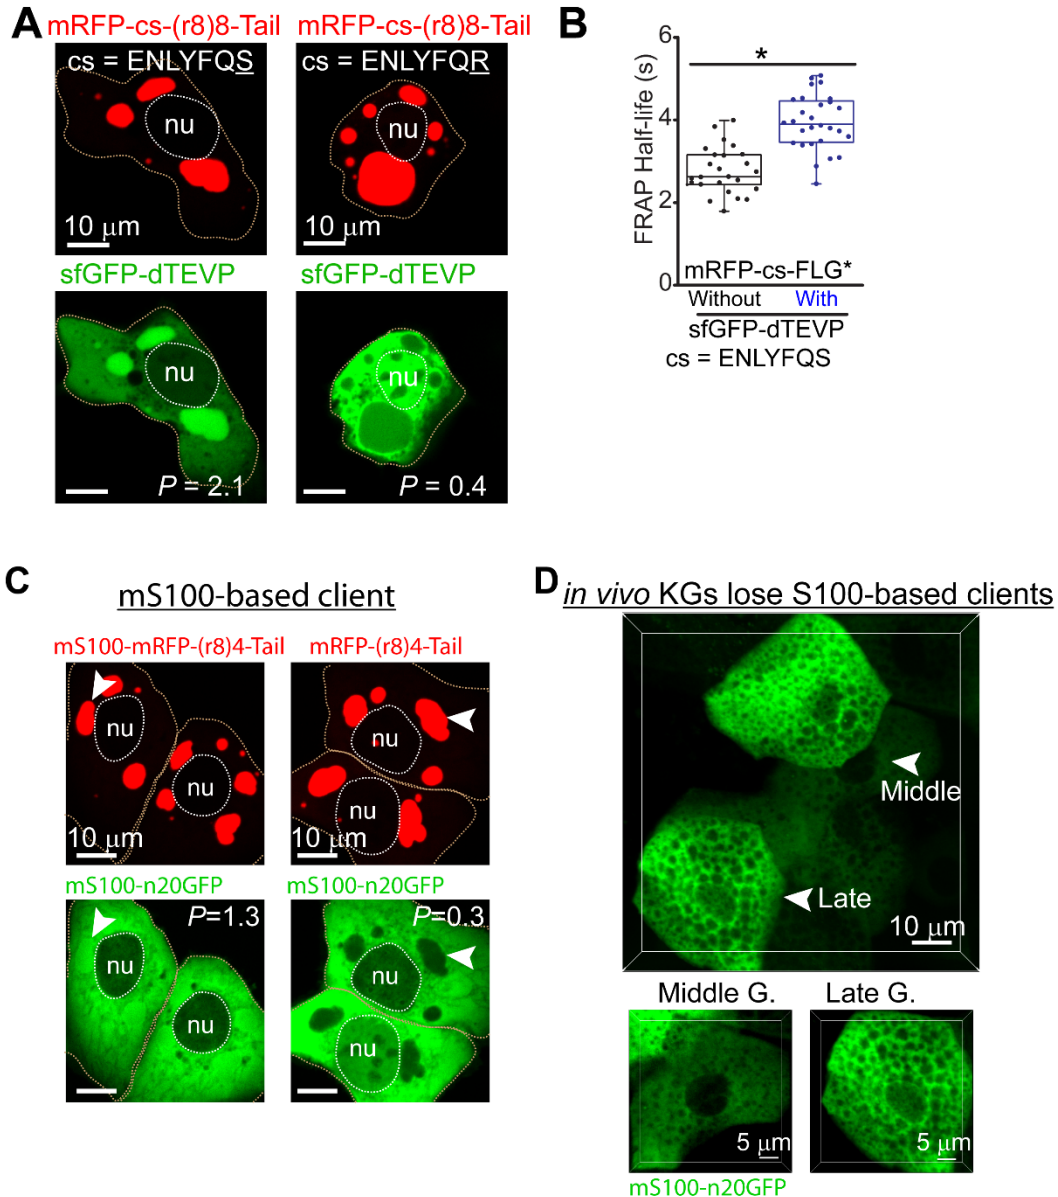 A
mRFP-cs-(r8)8-Tail
mRFP-cs-(r8)8-Tail
cs = ENLYFQS
cs = ENLYFQR
nu
nu
10 μm
10 μm
sfGFP-dTEVP
sfGFP-dTEVP
nu
nu
P = 2.1
P = 0.4
B
FRAP Half-life (s)
6
4
2
0
*
mRFP-cs-FLG*
Without
With
sfGFP-dTEVP
cs = ENLYFQS
C
mS100-based client
mS100-mRFP-(r8)4-Tail
mRFP-(r8)4-Tail
nu
nu
nu
nu
10 μm
10 μm
mS100-n20GFP
mS100-n20GFP
P=1.3
P=0.3
nu
nu
nu
nu
D
in vivo KGs lose S100-based clients
Middle
Late
10 μm
Middle G.
Late G.
5 μm
5 μm
mS100-n20GFP